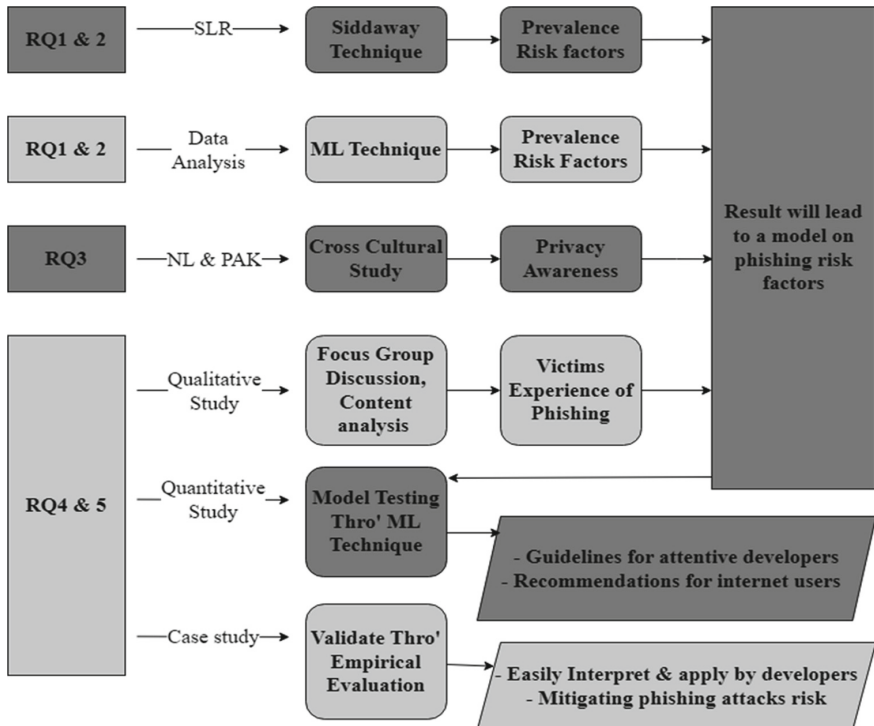 RQ1 & 2
SLR
Siddaway
Technique
Prevalence
Risk factors
RQ1 & 2
Data
Analysis
ML Technique
Prevalence
Risk Factors
RQ3
NL & PAK
Cross Cultural
Study
Privacy
Awareness
Result will lead
to a model on
phishing risk
factors
RQ4 & 5
Qualitative
Study
Focus Group
Discussion,
Content
analysis
Victims
Experience of
Phishing
Quantitative
Study
Model Testing
Thro' ML
Technique
- Guidelines for attentive developers
- Recommendations for internet users
Case study
Validate Thro'
Empirical
Evaluation
- Easily Interpret & apply by developers
- Mitigating phishing attacks risk